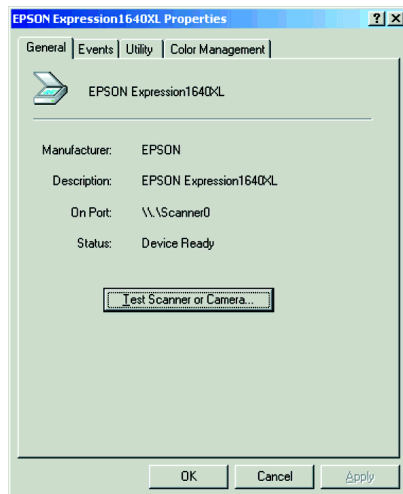 EPSON Expression1640XL Properties ? X
General Events Utility Color Management
EPSON Expression1640XL
Manufacturer: EPSON
Description: EPSON Expression1640XL
On Port: \\.\Scanner0
Status: Device Ready
Test Scanner or Camera...
OK Cancel Apply